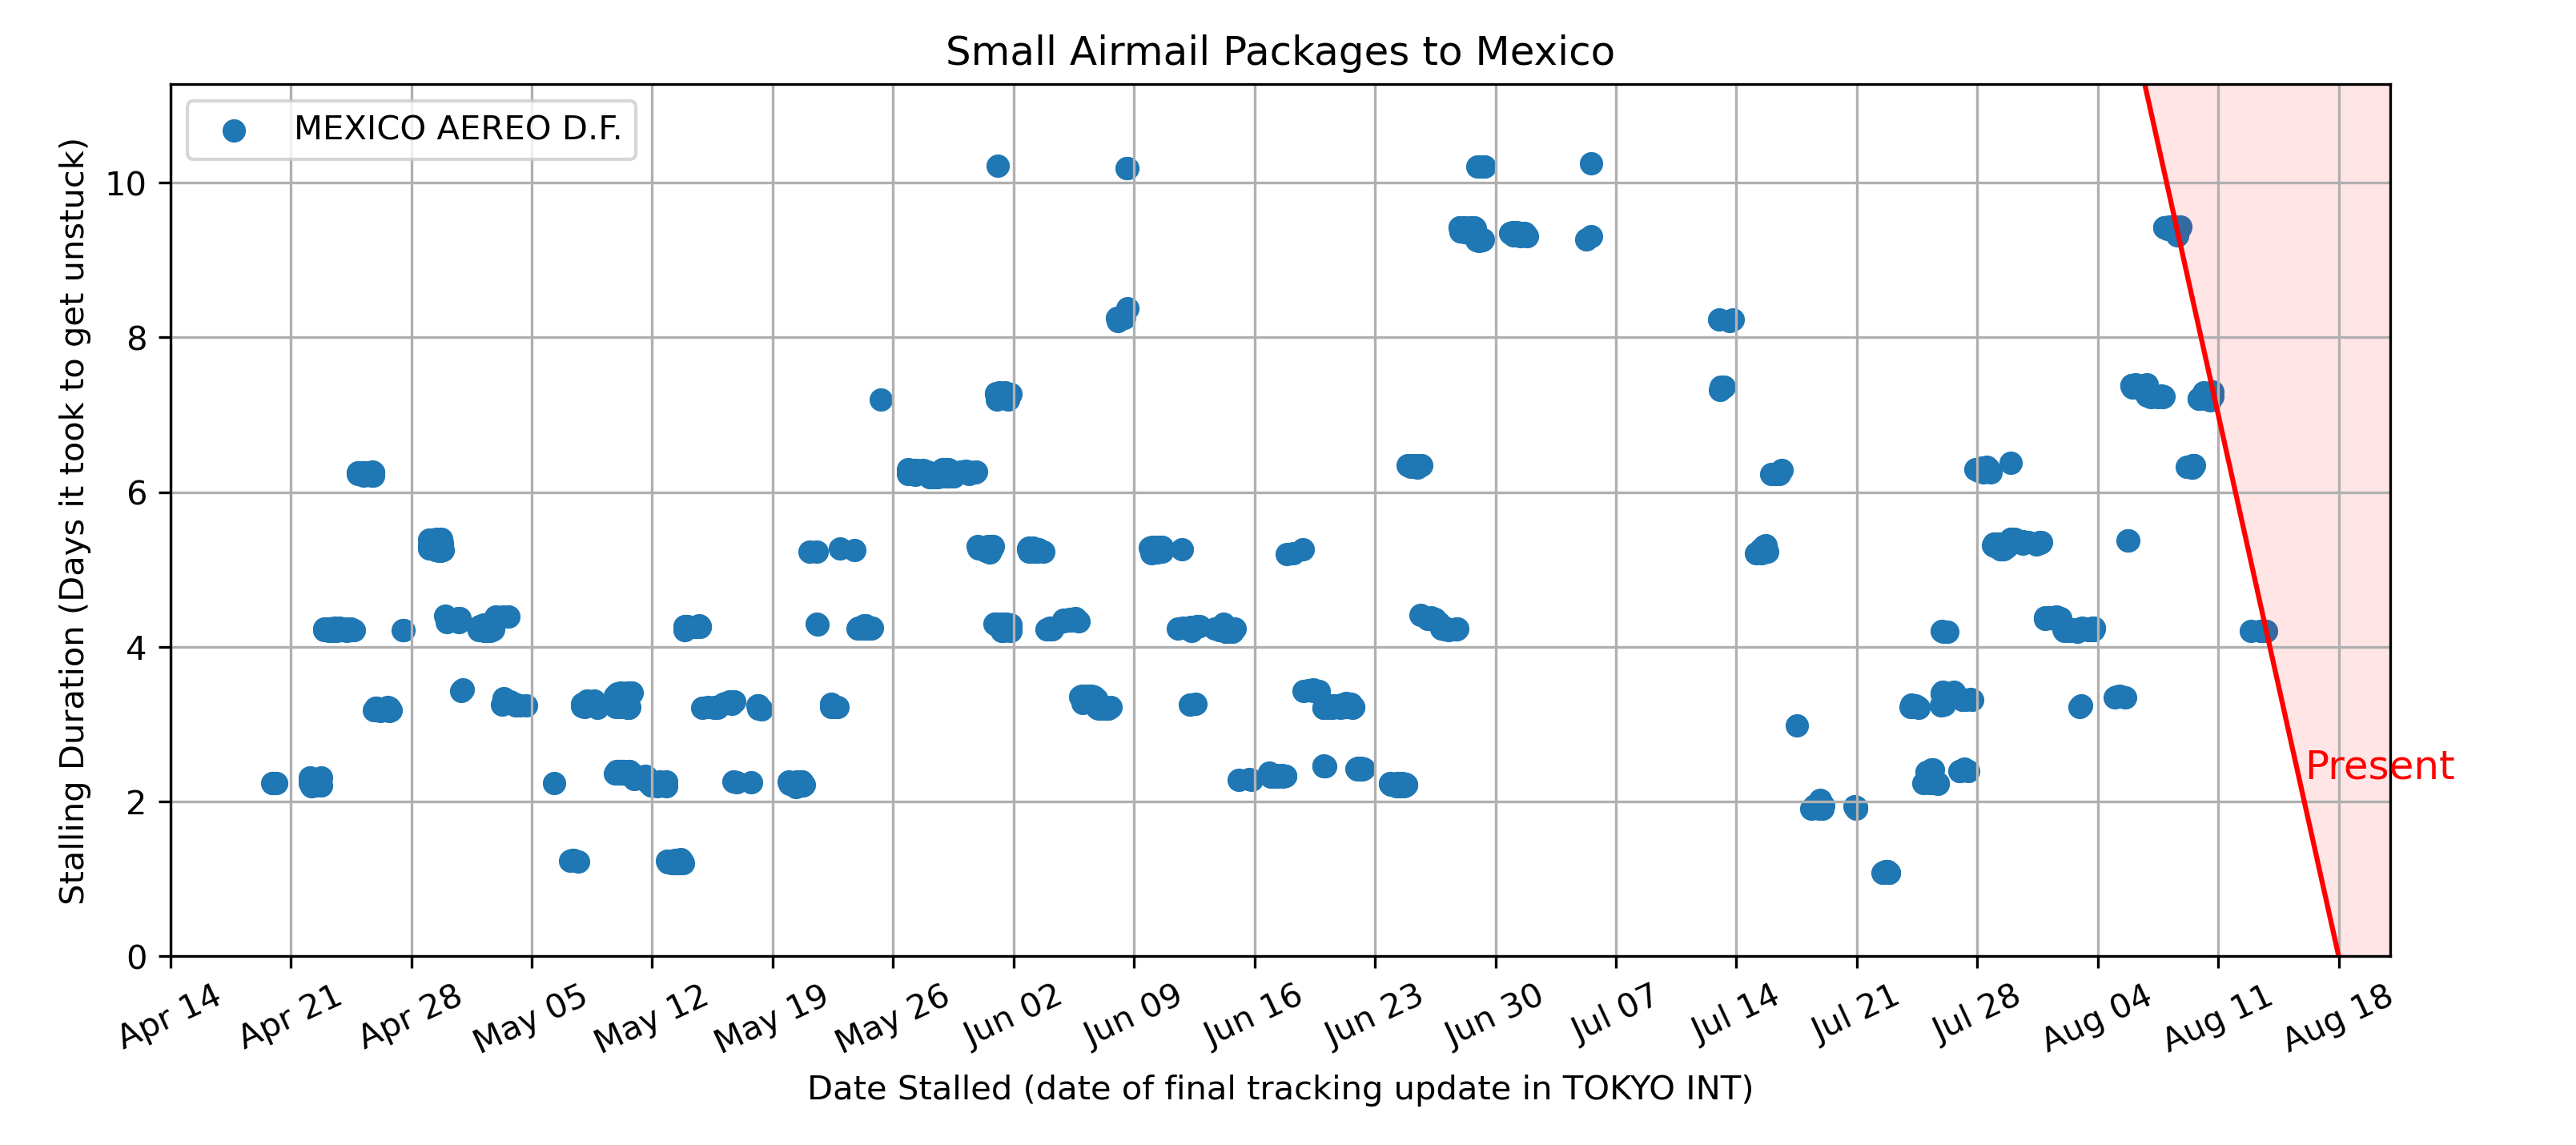 Small Airmail Packages to Mexico
MEXICO AEREO D.F.
Stalling Duration (Days it took to get unstuck)
10
8
6
4
2
0
Present
Apr 14
Apr 21
Apr 28
May 05
May 12
May 19
May 26
Jun 02
Jun 09
Jun 16
Jun 23
Jun 30
Jul 07
Jul 14
Jul 21
Jul 28
Aug 04
Aug 11
Aug 18
Date Stalled (date of final tracking update in TOKYO INT)